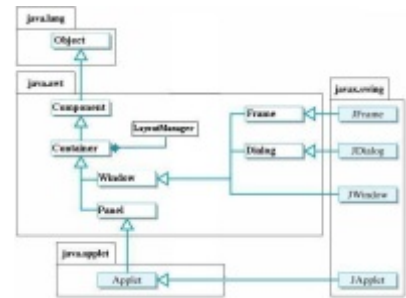 java.lang
Object
java.awt
Component
javax.swing
LayoutManager
Frame
JFrame
Container
Dialog
JDialog
Window
JWindow
Panel
java.applet
Applet
JApplet